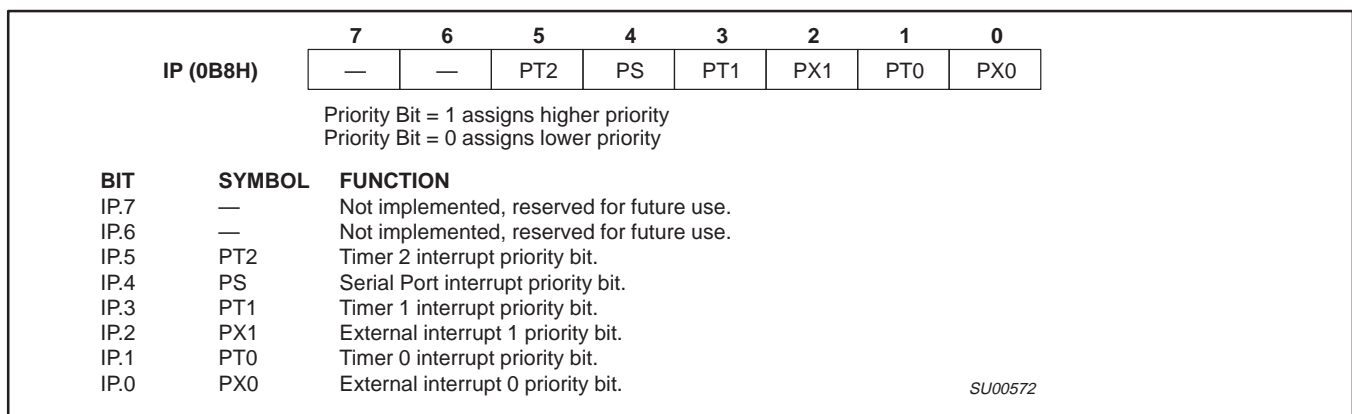 7 6 5 4 3 2 1 0
IP (0B8H) — — PT2 PS PT1 PX1 PT0 PX0
Priority Bit = 1 assigns higher priority
Priority Bit = 0 assigns lower priority
BIT SYMBOL FUNCTION
IP.7 — Not implemented, reserved for future use.
IP.6 — Not implemented, reserved for future use.
IP.5 PT2 Timer 2 interrupt priority bit.
IP.4 PS Serial Port interrupt priority bit.
IP.3 PT1 Timer 1 interrupt priority bit.
IP.2 PX1 External interrupt 1 priority bit.
IP.1 PT0 Timer 0 interrupt priority bit.
IP.0 PX0 External interrupt 0 priority bit.
SU00572